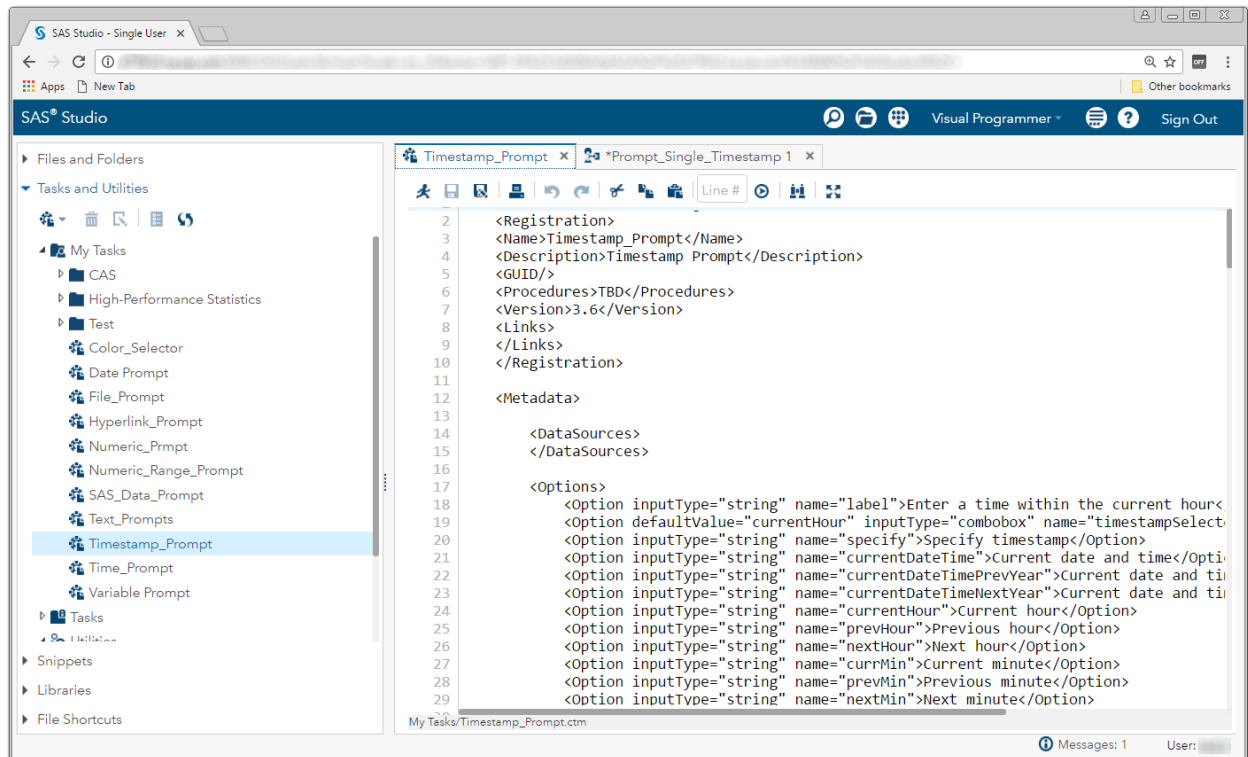 SAS Studio - Single User
Apps New Tab
OFF
Other bookmarks
SAS® Studio
Visual Programmer
Sign Out
Files and Folders
Tasks and Utilities
My Tasks
CAS
High-Performance Statistics
Test
Color_Selector
Date Prompt
File_Prompt
Hyperlink_Prompt
Numeric_Prmpt
Numeric_Range_Prompt
SAS_Data_Prompt
Text_Prompts
Timestamp_Prompt
Time_Prompt
Variable Prompt
Tasks
Utilities
Snippets
Libraries
File Shortcuts
Timestamp_Prompt *Prompt_Single_Timestamp 1
Line #
2 <Registration>
3 <Name>Timestamp_Prompt</Name>
4 <Description>Timestamp Prompt</Description>
5 <GUID/>
6 <Procedures>TBD</Procedures>
7 <Version>3.6</Version>
8 <Links>
9 </Links>
10 </Registration>
11
12 <Metadata>
13
14 <DataSources>
15 </DataSources>
16
17 <Options>
18 <Option inputType="string" name="label">Enter a time within the current hour<
19 <Option defaultValue="currentHour" inputType="combobox" name="timestampSelect
20 <Option inputType="string" name="specify">Specify timestamp</Option>
21 <Option inputType="string" name="currentDateTime">Current date and time</Opti
22 <Option inputType="string" name="currentDateTimePrevYear">Current date and ti
23 <Option inputType="string" name="currentDateTimeNextYear">Current date and ti
24 <Option inputType="string" name="currentHour">Current hour</Option>
25 <Option inputType="string" name="prevHour">Previous hour</Option>
26 <Option inputType="string" name="nextHour">Next hour</Option>
27 <Option inputType="string" name="currMin">Current minute</Option>
28 <Option inputType="string" name="prevMin">Previous minute</Option>
29 <Option inputType="string" name="nextMin">Next minute</Option>
My Tasks/Timestamp_Prompt.ctm
Messages: 1 User: